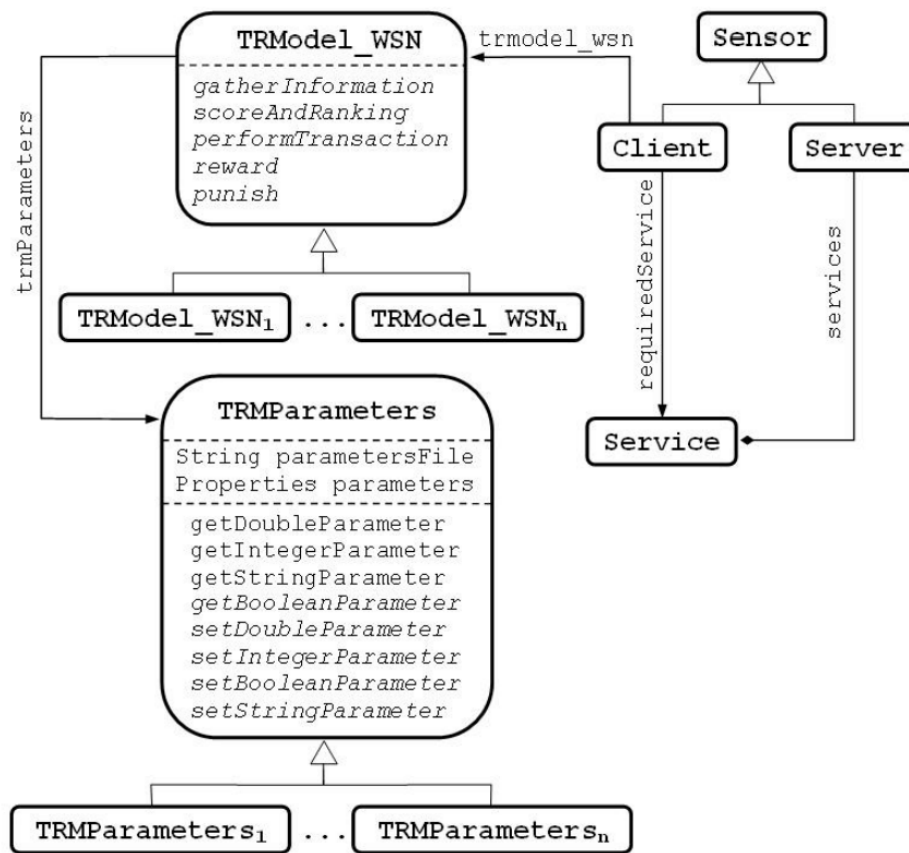 TRModel_WSN
gatherInformation
scoreAndRanking
performTransaction
reward
punish
trmodel_wsn
Sensor
Client
Server
trmParameters
requiredService
services
TRModel_WSN₁ ... TRModel_WSNₙ
Service
TRMParameters
String parametersFile
Properties parameters
getDoubleParameter
getIntegerParameter
getStringParameter
getBooleanParameter
setDoubleParameter
setIntegerParameter
setBooleanParameter
setStringParameter
TRMParameters₁ ... TRMParametersₙ